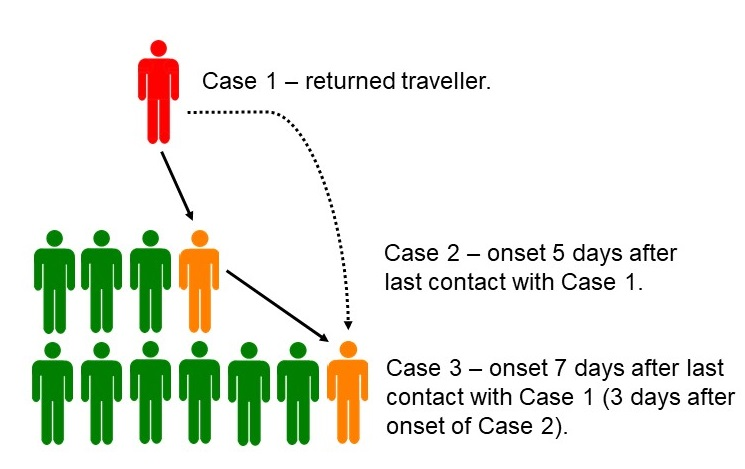 Case 1 – returned traveller.
Case 2 – onset 5 days after
last contact with Case 1.
Case 3 – onset 7 days after last
contact with Case 1 (3 days after
onset of Case 2).